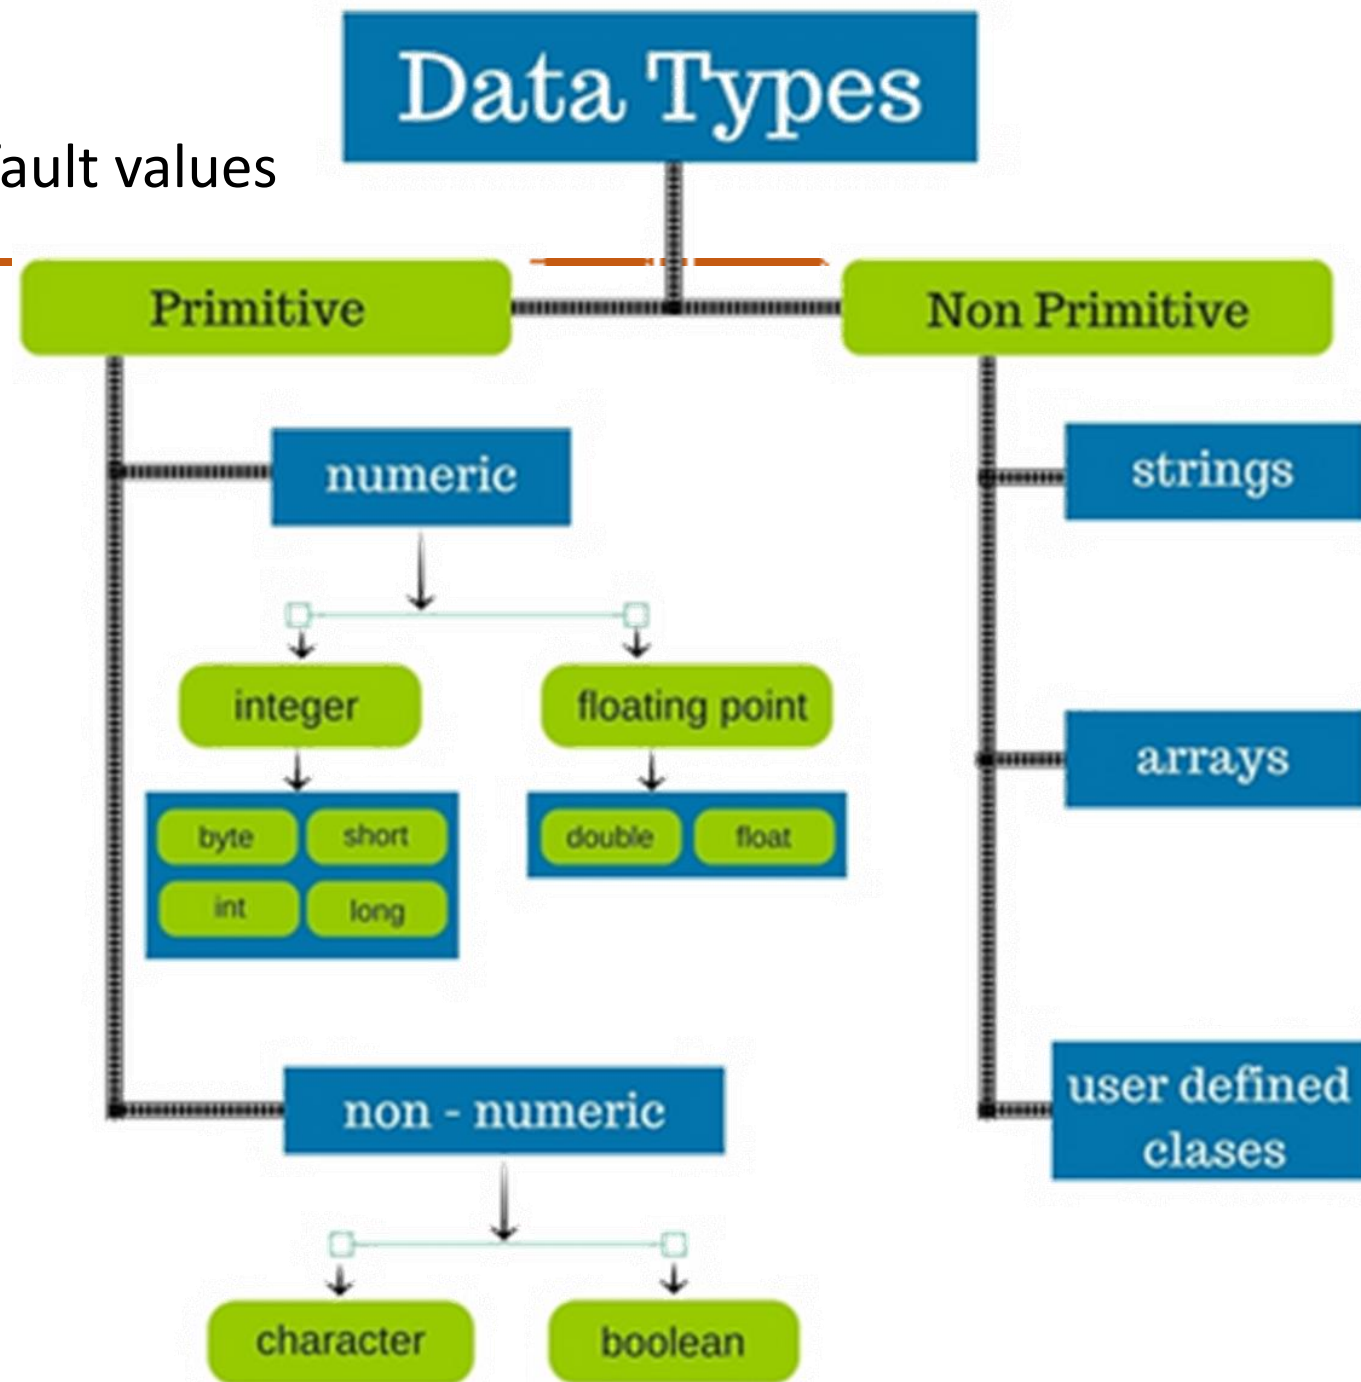 Data Types
ault values
Primitive
Non Primitive
numeric
strings
integer
floating point
arrays
byte
short
double
float
int
long
non - numeric
user defined
clases
character
boolean